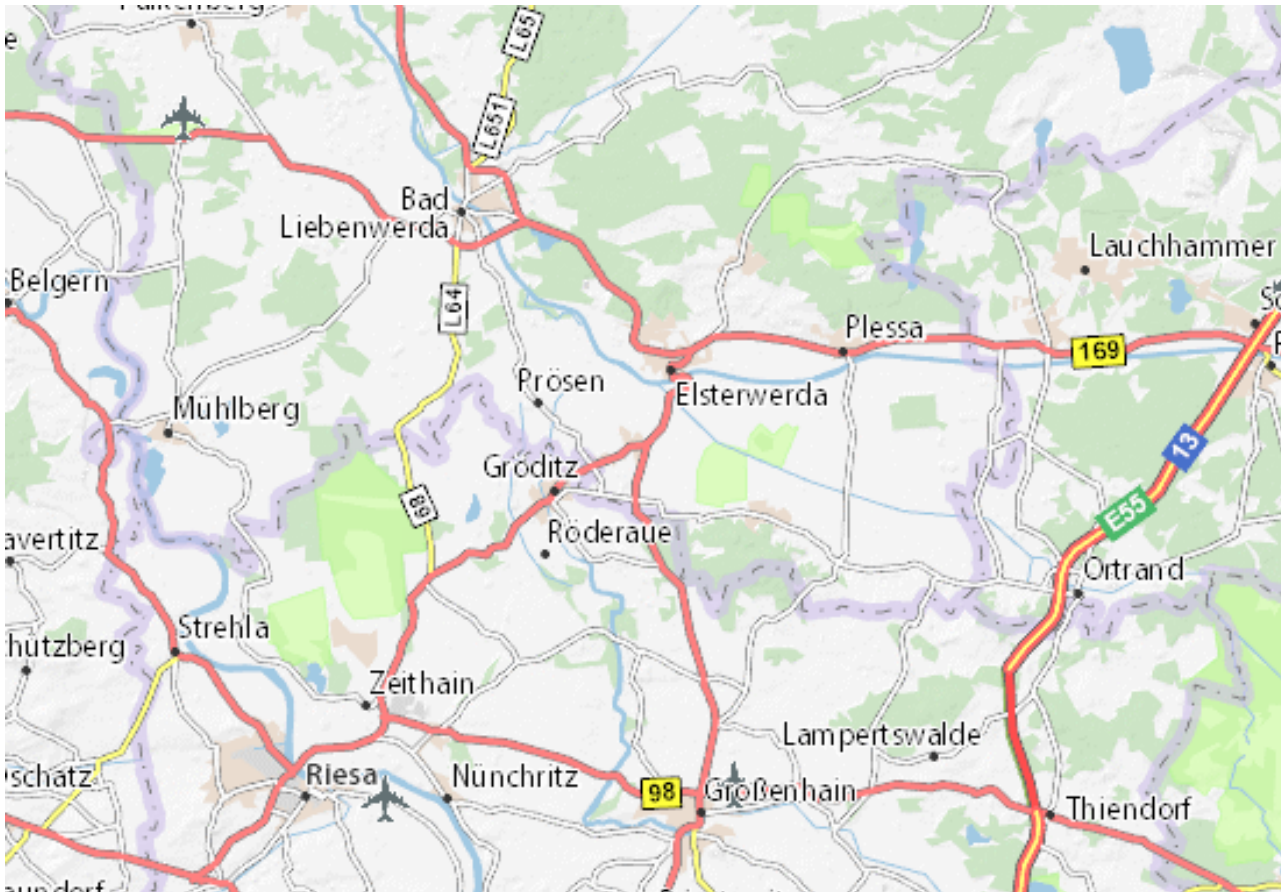 L65
L651
Bad
Liebenwerda
Lauchhammer
Belgern
L64
Plessa
169
Prösen
Elsterwerda
Mühlberg
13
Gröditz
89
E55
Röderaue
Ortrand
Strehla
Zeithain
Lampertswalde
Riesa
Nünchritz
98
Großenhain
Thiendorf